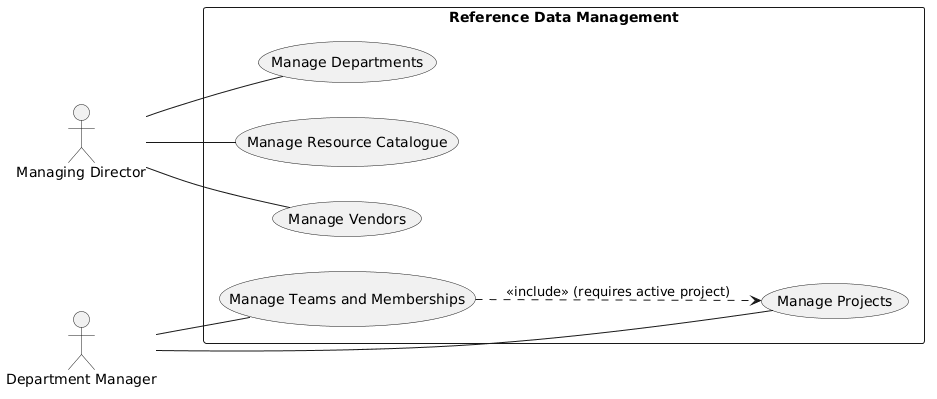 Reference Data Management
Manage Departments
Manage Resource Catalogue
Managing Director
Manage Vendors
«include» (requires active project)
Manage Teams and Memberships
Manage Projects
Department Manager